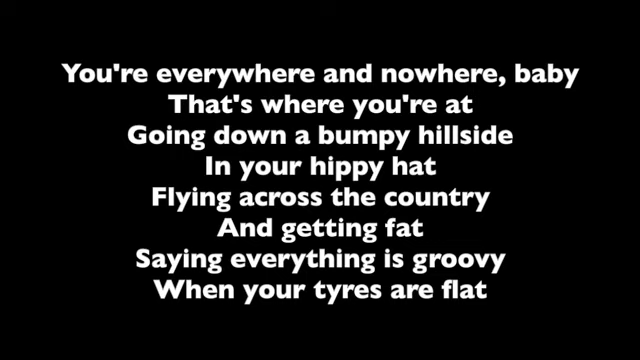 You're everywhere and nowhere, baby
That's where you're at
Going down a bumpy hillside
In your hippy hat
Flying across the country
And getting fat
Saying everything is groovy
When your tyres are flat